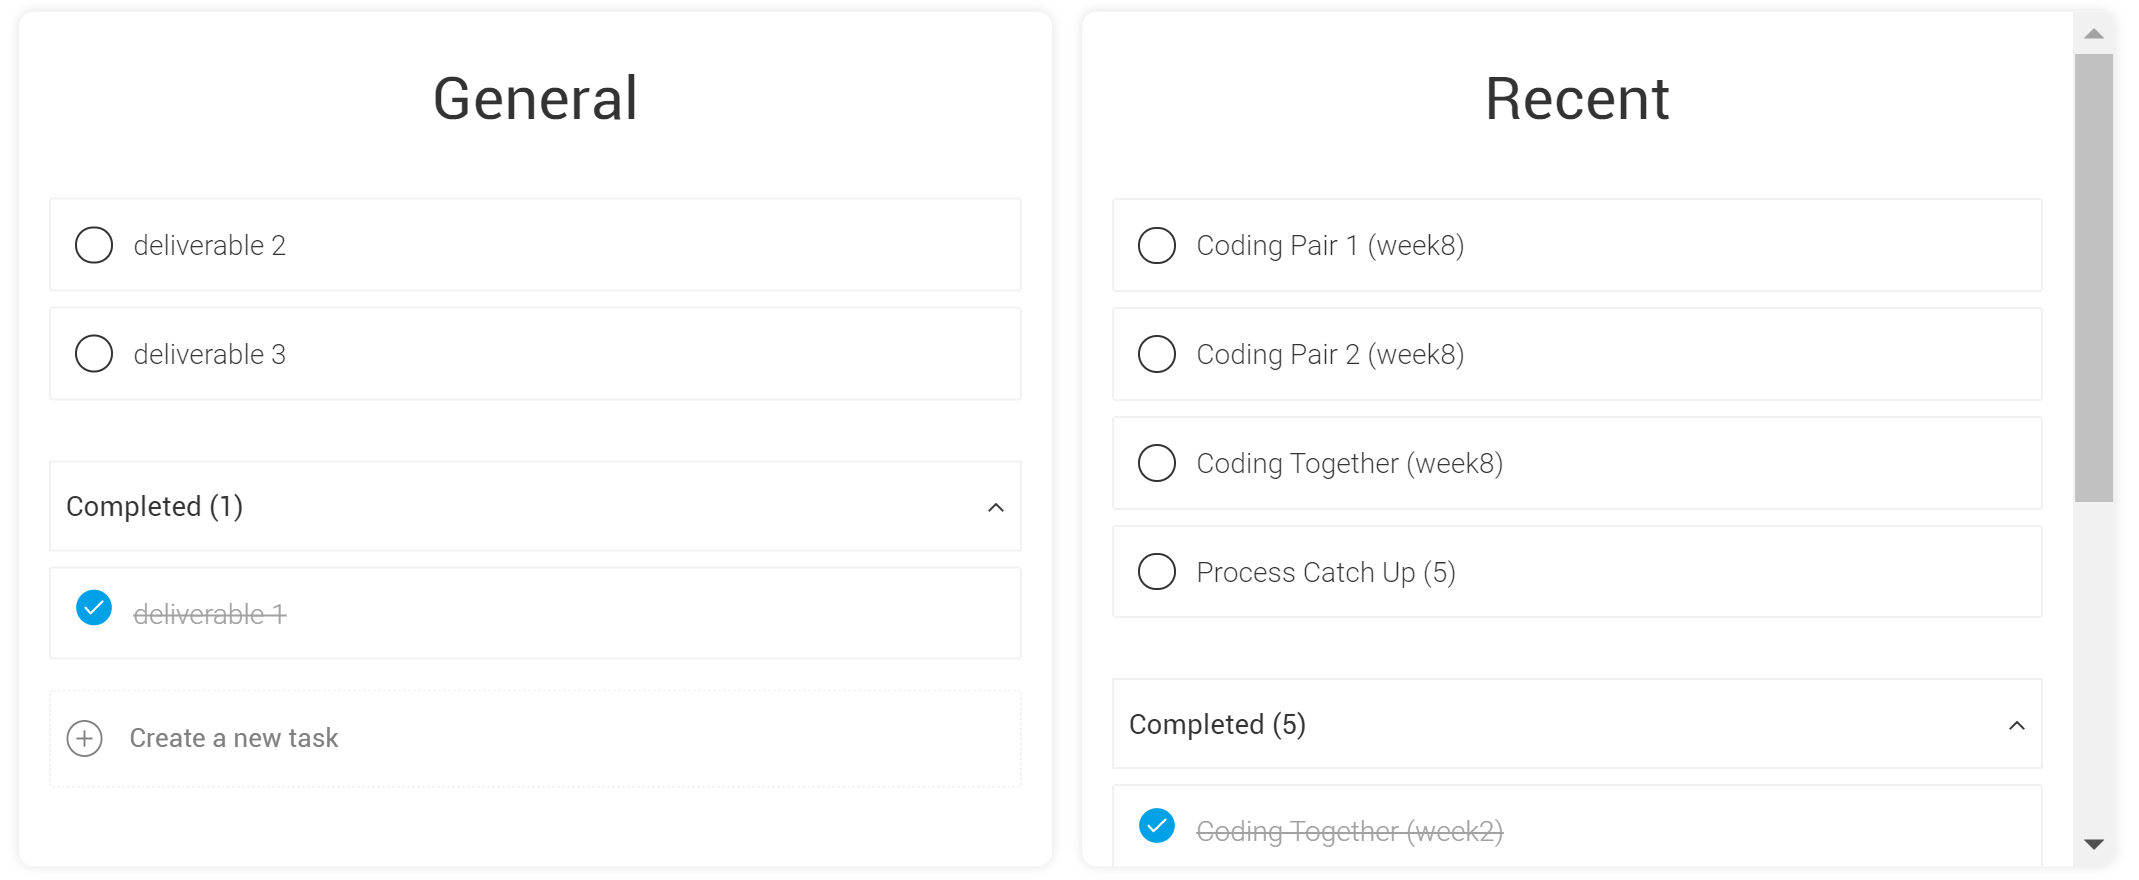 General
deliverable 2
deliverable 3
Completed (1)
deliverable 1
Create a new task
Recent
Coding Pair 1 (week8)
Coding Pair 2 (week8)
Coding Together (week8)
Process Catch Up (5)
Completed (5)
Coding Together (week2)